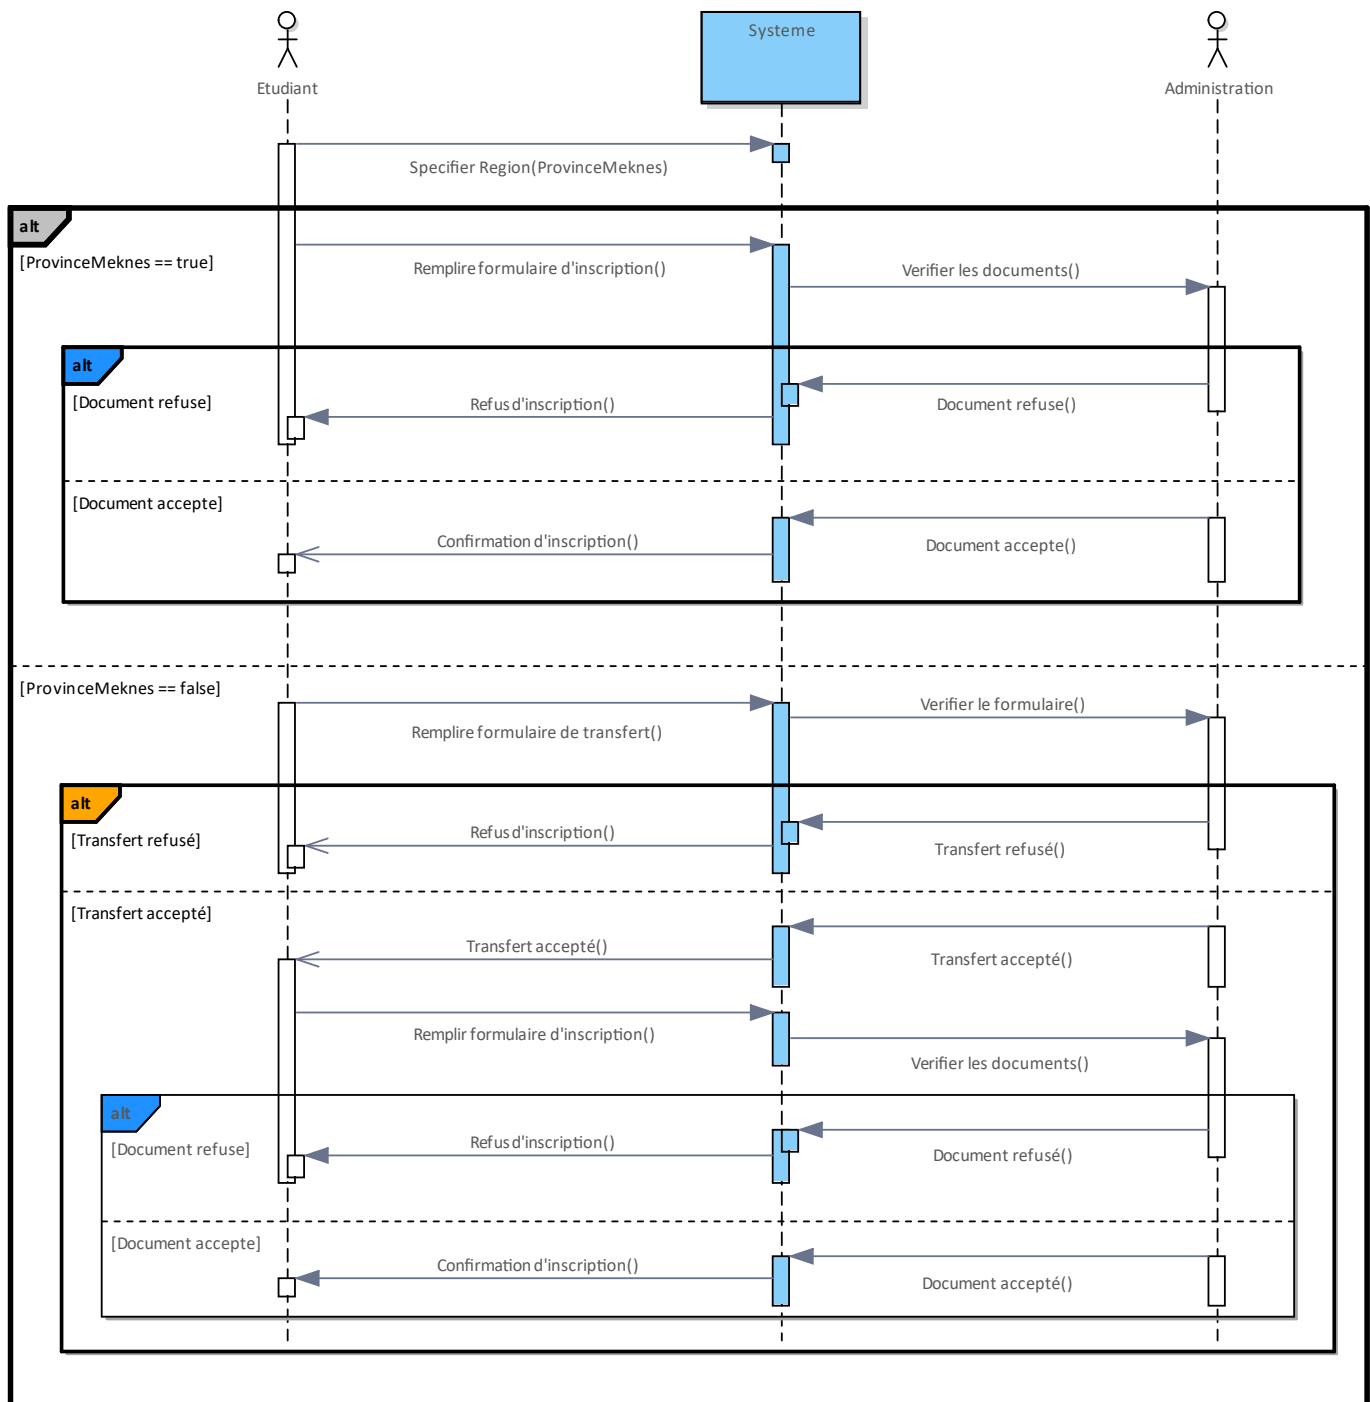 Systeme
Etudiant
Administration
Specifier Region(ProvinceMeknes)
alt
[ProvinceMeknes == true]
Remplire formulaire d'inscription()
Verifier les documents()
alt
[Document refuse]
Refus d'inscription()
Document refuse()
[Document accepte]
Confirmation d'inscription()
Document accepte()
[ProvinceMeknes == false]
Remplire formulaire de transfert()
Verifier le formulaire()
alt
[Transfert refusé]
Refus d'inscription()
Transfert refusé()
[Transfert accepté]
Transfert accepté()
Transfert accepté()
Remplir formulaire d'inscription()
Verifier les documents()
alt
[Document refuse]
Refus d'inscription()
Document refusé()
[Document accepte]
Confirmation d'inscription()
Document accepté()